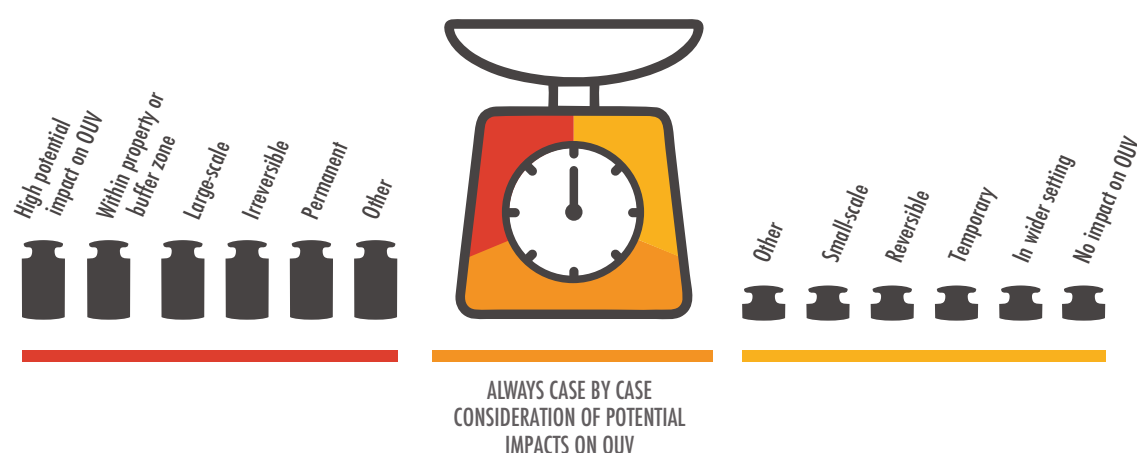 High potential
impact on OUV
Within property or
buffer zone
Large-scale
Irreversible
Permanent
Other
Other
Small-scale
Reversible
Temporary
In wider setting
No impact on OUV
ALWAYS CASE BY CASE
CONSIDERATION OF POTENTIAL
IMPACTS ON OUV